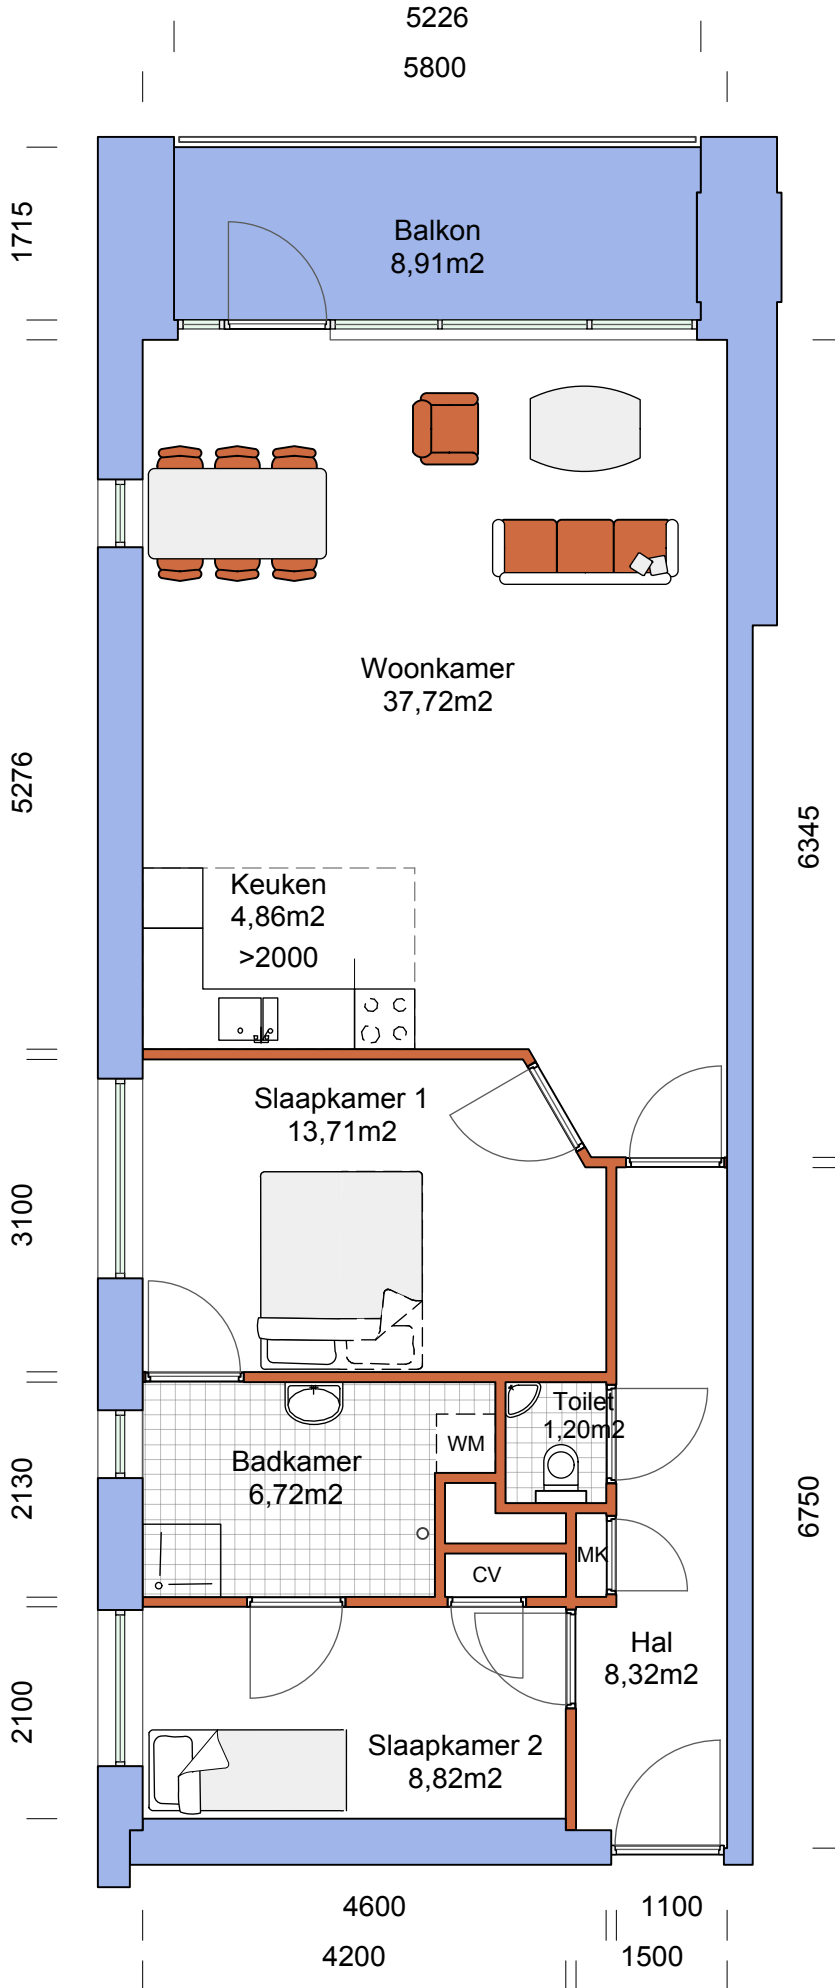 5226
5800
1715
Balkon
8,91m2
Woonkamer
37,72m2
5276
6345
Keuken
4,86m2
>2000
Slaapkamer 1
13,71m2
3100
Toilet
1,20m2
WM
Badkamer
6,72m2
2130
6750
MK
CV
Hal
8,32m2
2100
Slaapkamer 2
8,82m2
4600
1100
4200
1500